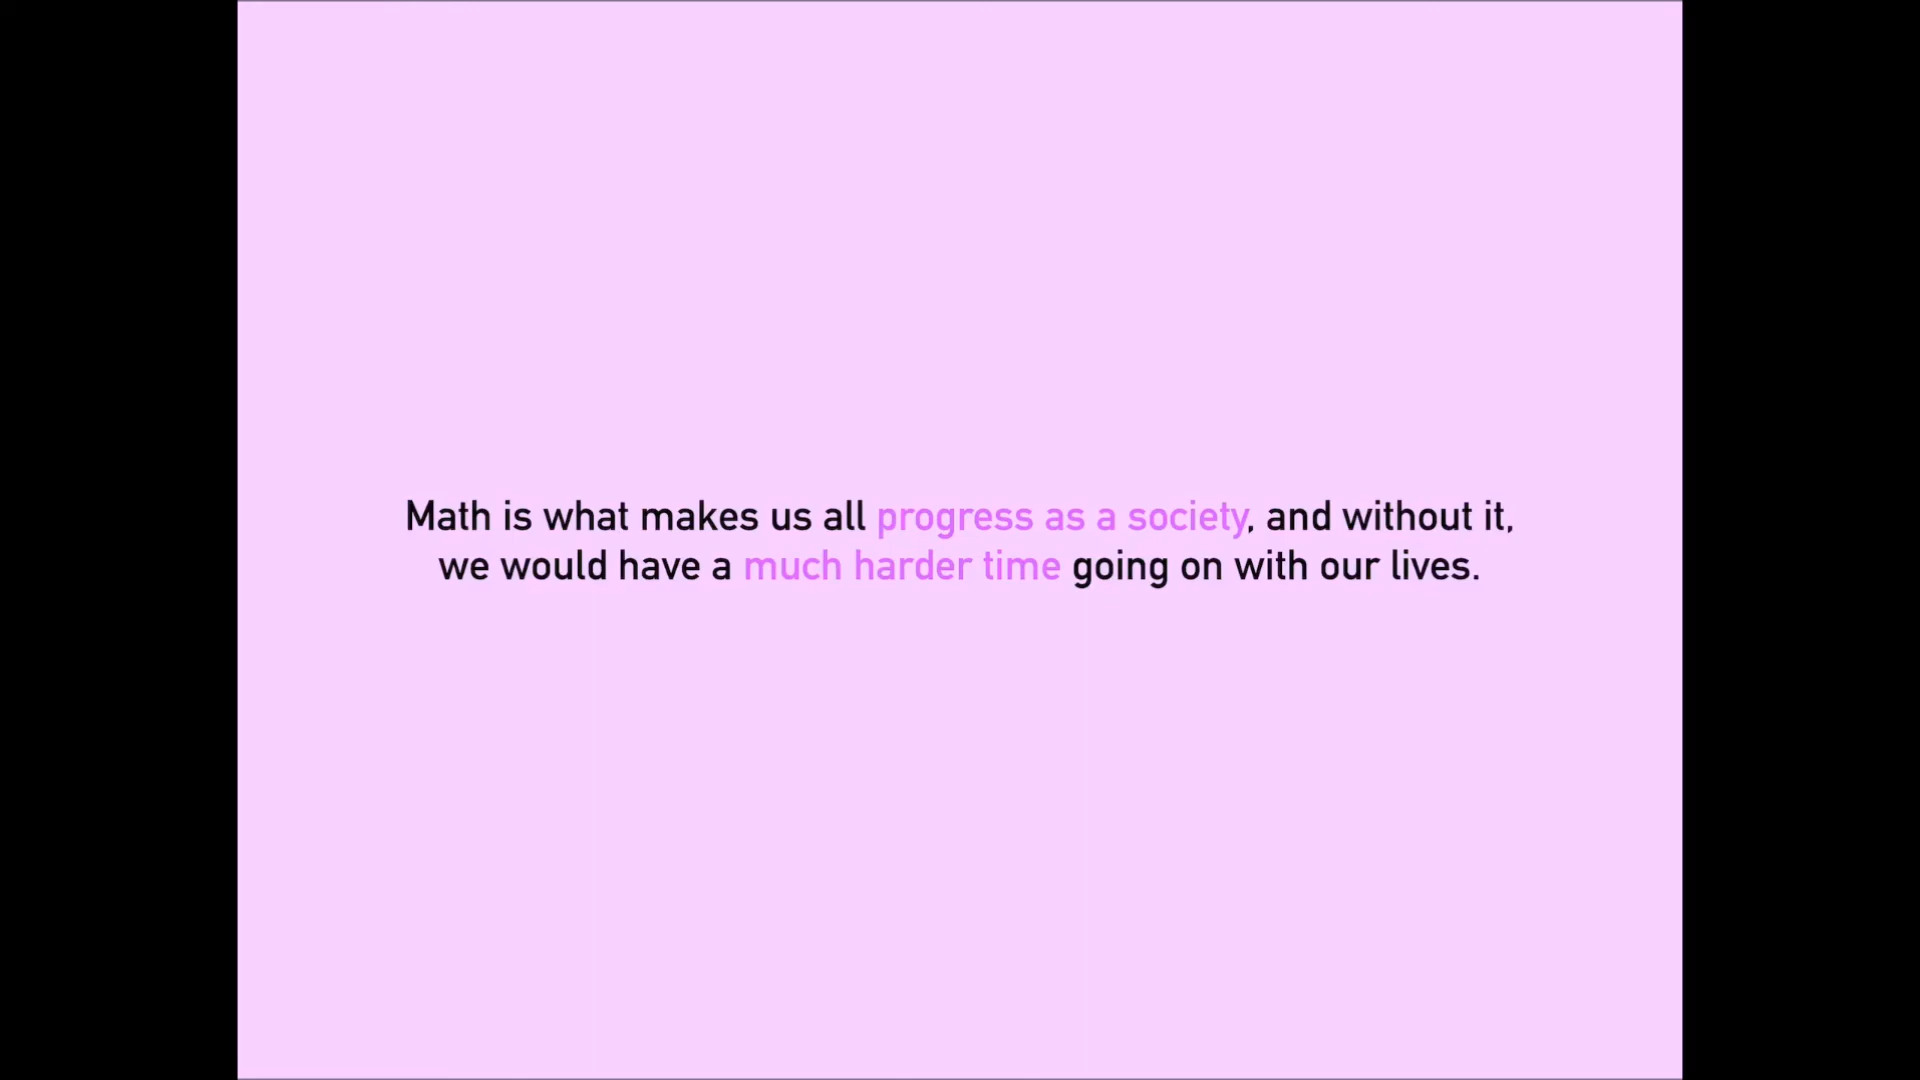 Math is what makes us all progress as a society, and without it,
we would have a much harder time going on with our lives.